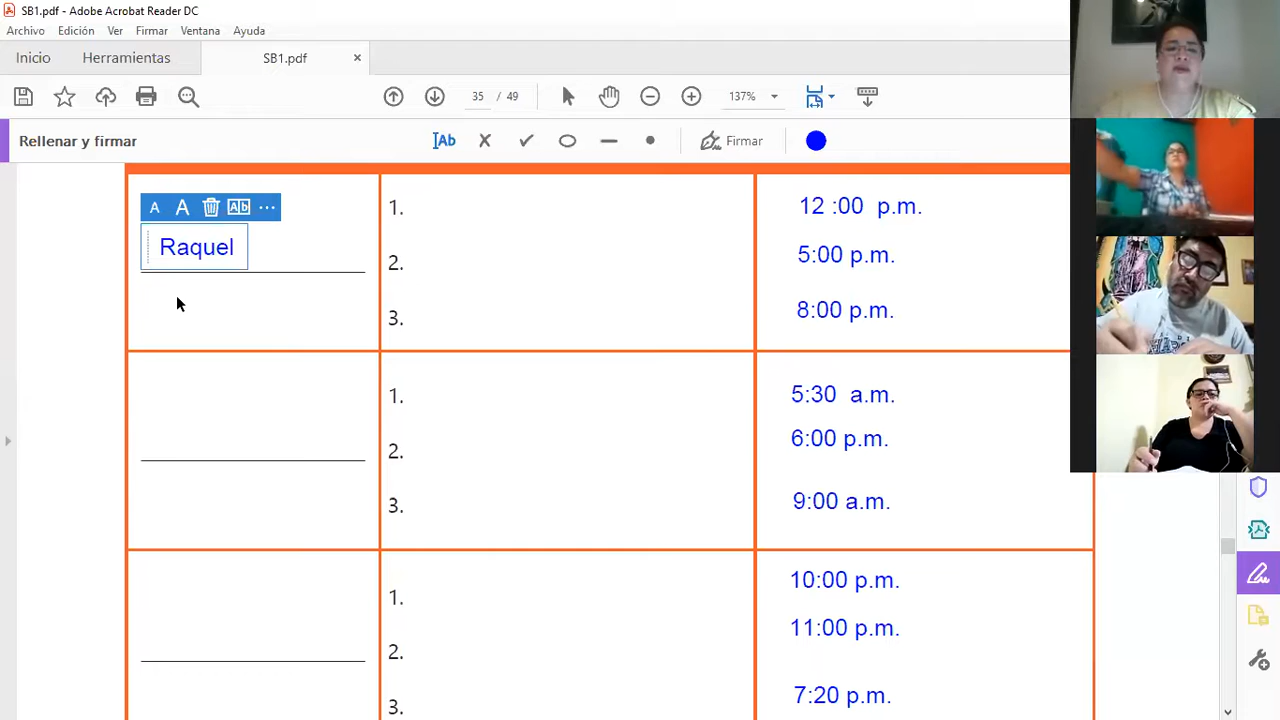 SB1.pdf - Adobe Acrobat Reader DC
Archivo Edición Ver Firmar Ventana Ayuda
Inicio Herramientas SB1.pdf ×
35 / 49 137%
Rellenar y firmar Ab Firmar
A A Ab ...
Raquel
1. 12 :00 p.m.
2. 5:00 p.m.
3. 8:00 p.m.
1. 5:30 a.m.
2. 6:00 p.m.
3. 9:00 a.m.
1. 10:00 p.m.
2. 11:00 p.m.
3. 7:20 p.m.